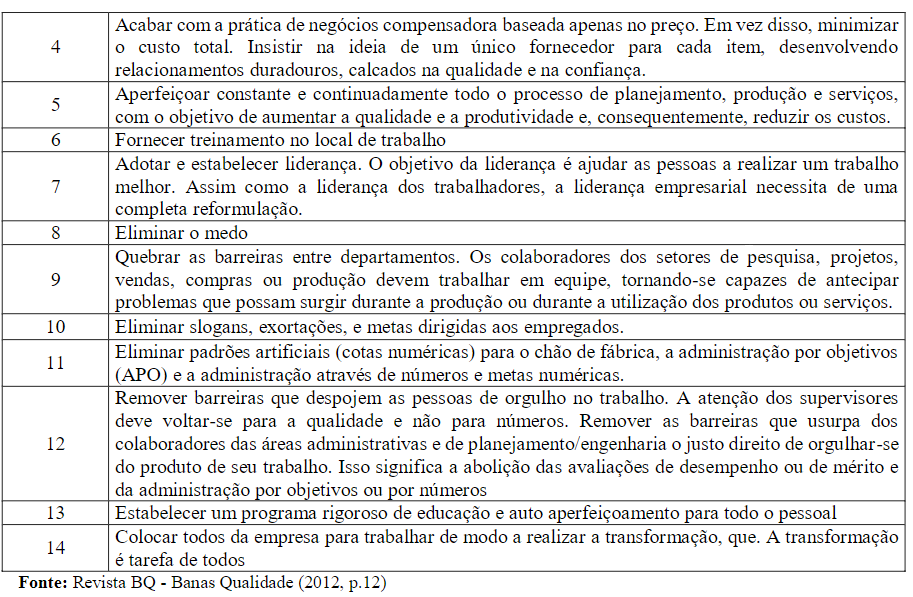 4
Acabar com a prática de negócios compensadora baseada apenas no preço. Em vez disso, minimizar
o custo total. Insistir na ideia de um único fornecedor para cada item, desenvolvendo
relacionamentos duradouros, calcados na qualidade e na confiança.
5
Aperfeiçoar constante e continuadamente todo o processo de planejamento, produção e serviços,
com o objetivo de aumentar a qualidade e a produtividade e, consequentemente, reduzir os custos.
6
Fornecer treinamento no local de trabalho
7
Adotar e estabelecer liderança. O objetivo da liderança é ajudar as pessoas a realizar um trabalho
melhor. Assim como a liderança dos trabalhadores, a liderança empresarial necessita de uma
completa reformulação.
8
Eliminar o medo
9
Quebrar as barreiras entre departamentos. Os colaboradores dos setores de pesquisa, projetos,
vendas, compras ou produção devem trabalhar em equipe, tornando-se capazes de antecipar
problemas que possam surgir durante a produção ou durante a utilização dos produtos ou serviços.
10
Eliminar slogans, exortações, e metas dirigidas aos empregados.
11
Eliminar padrões artificiais (cotas numéricas) para o chão de fábrica, a administração por objetivos
(APO) e a administração através de números e metas numéricas.
12
Remover barreiras que despojem as pessoas de orgulho no trabalho. A atenção dos supervisores
deve voltar-se para a qualidade e não para números. Remover as barreiras que usurpa dos
colaboradores das áreas administrativas e de planejamento/engenharia o justo direito de orgulhar-se
do produto de seu trabalho. Isso significa a abolição das avaliações de desempenho ou de mérito e
da administração por objetivos ou por números
13
Estabelecer um programa rigoroso de educação e auto aperfeiçoamento para todo o pessoal
14
Colocar todos da empresa para trabalhar de modo a realizar a transformação, que. A transformação
é tarefa de todos
Fonte: Revista BQ - Banas Qualidade (2012, p.12)